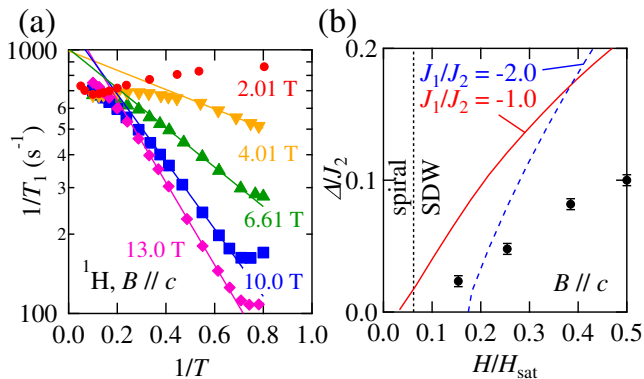 (a)
1000
8
6
5
4
3
2
100
1/T₁ (s⁻¹)
2.01 T
4.01 T
6.61 T
10.0 T
13.0 T
¹H, B // c
0.0 0.2 0.4 0.6 0.8 1.0
1/T
(b)
0.2
0.1
0.0
Δ/J₂
J₁/J₂ = -2.0
J₁/J₂ = -1.0
spiral
SDW
B // c
0.0 0.1 0.2 0.3 0.4 0.5
H/Hsat